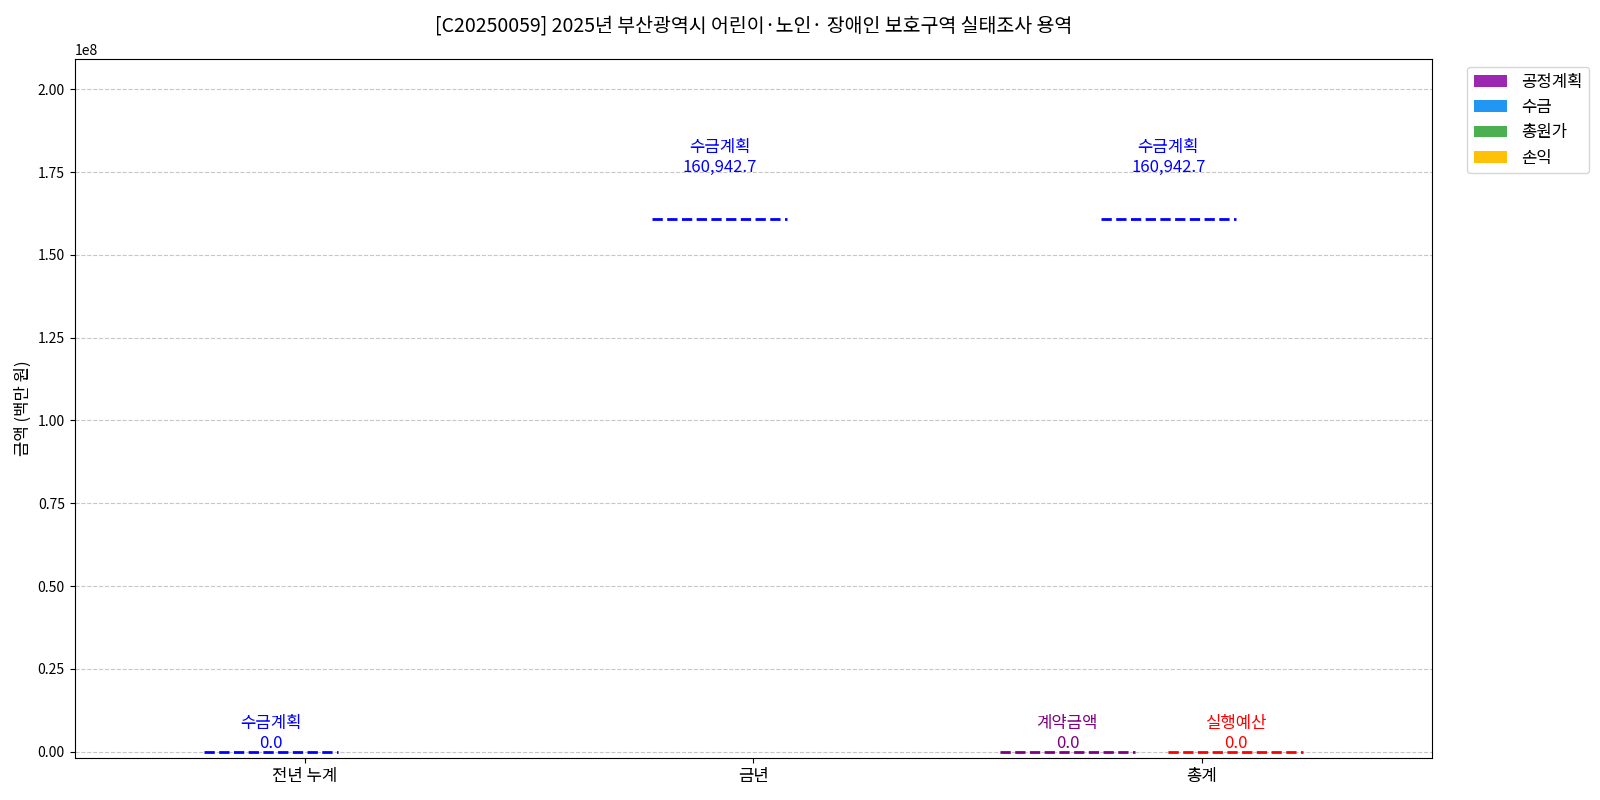 [C20250059] 2025년 부산광역시 어린이·노인· 장애인 보호구역 실태조사 용역
1e8
2.00
1.75
1.50
1.25
1.00
0.75
0.50
0.25
0.00
금액 (백만 원)
수금계획
160,942.7
수금계획
160,942.7
수금계획
0.0
계약금액
0.0
실행예산
0.0
전년 누계
금년
총계
공정계획
수금
총원가
손익